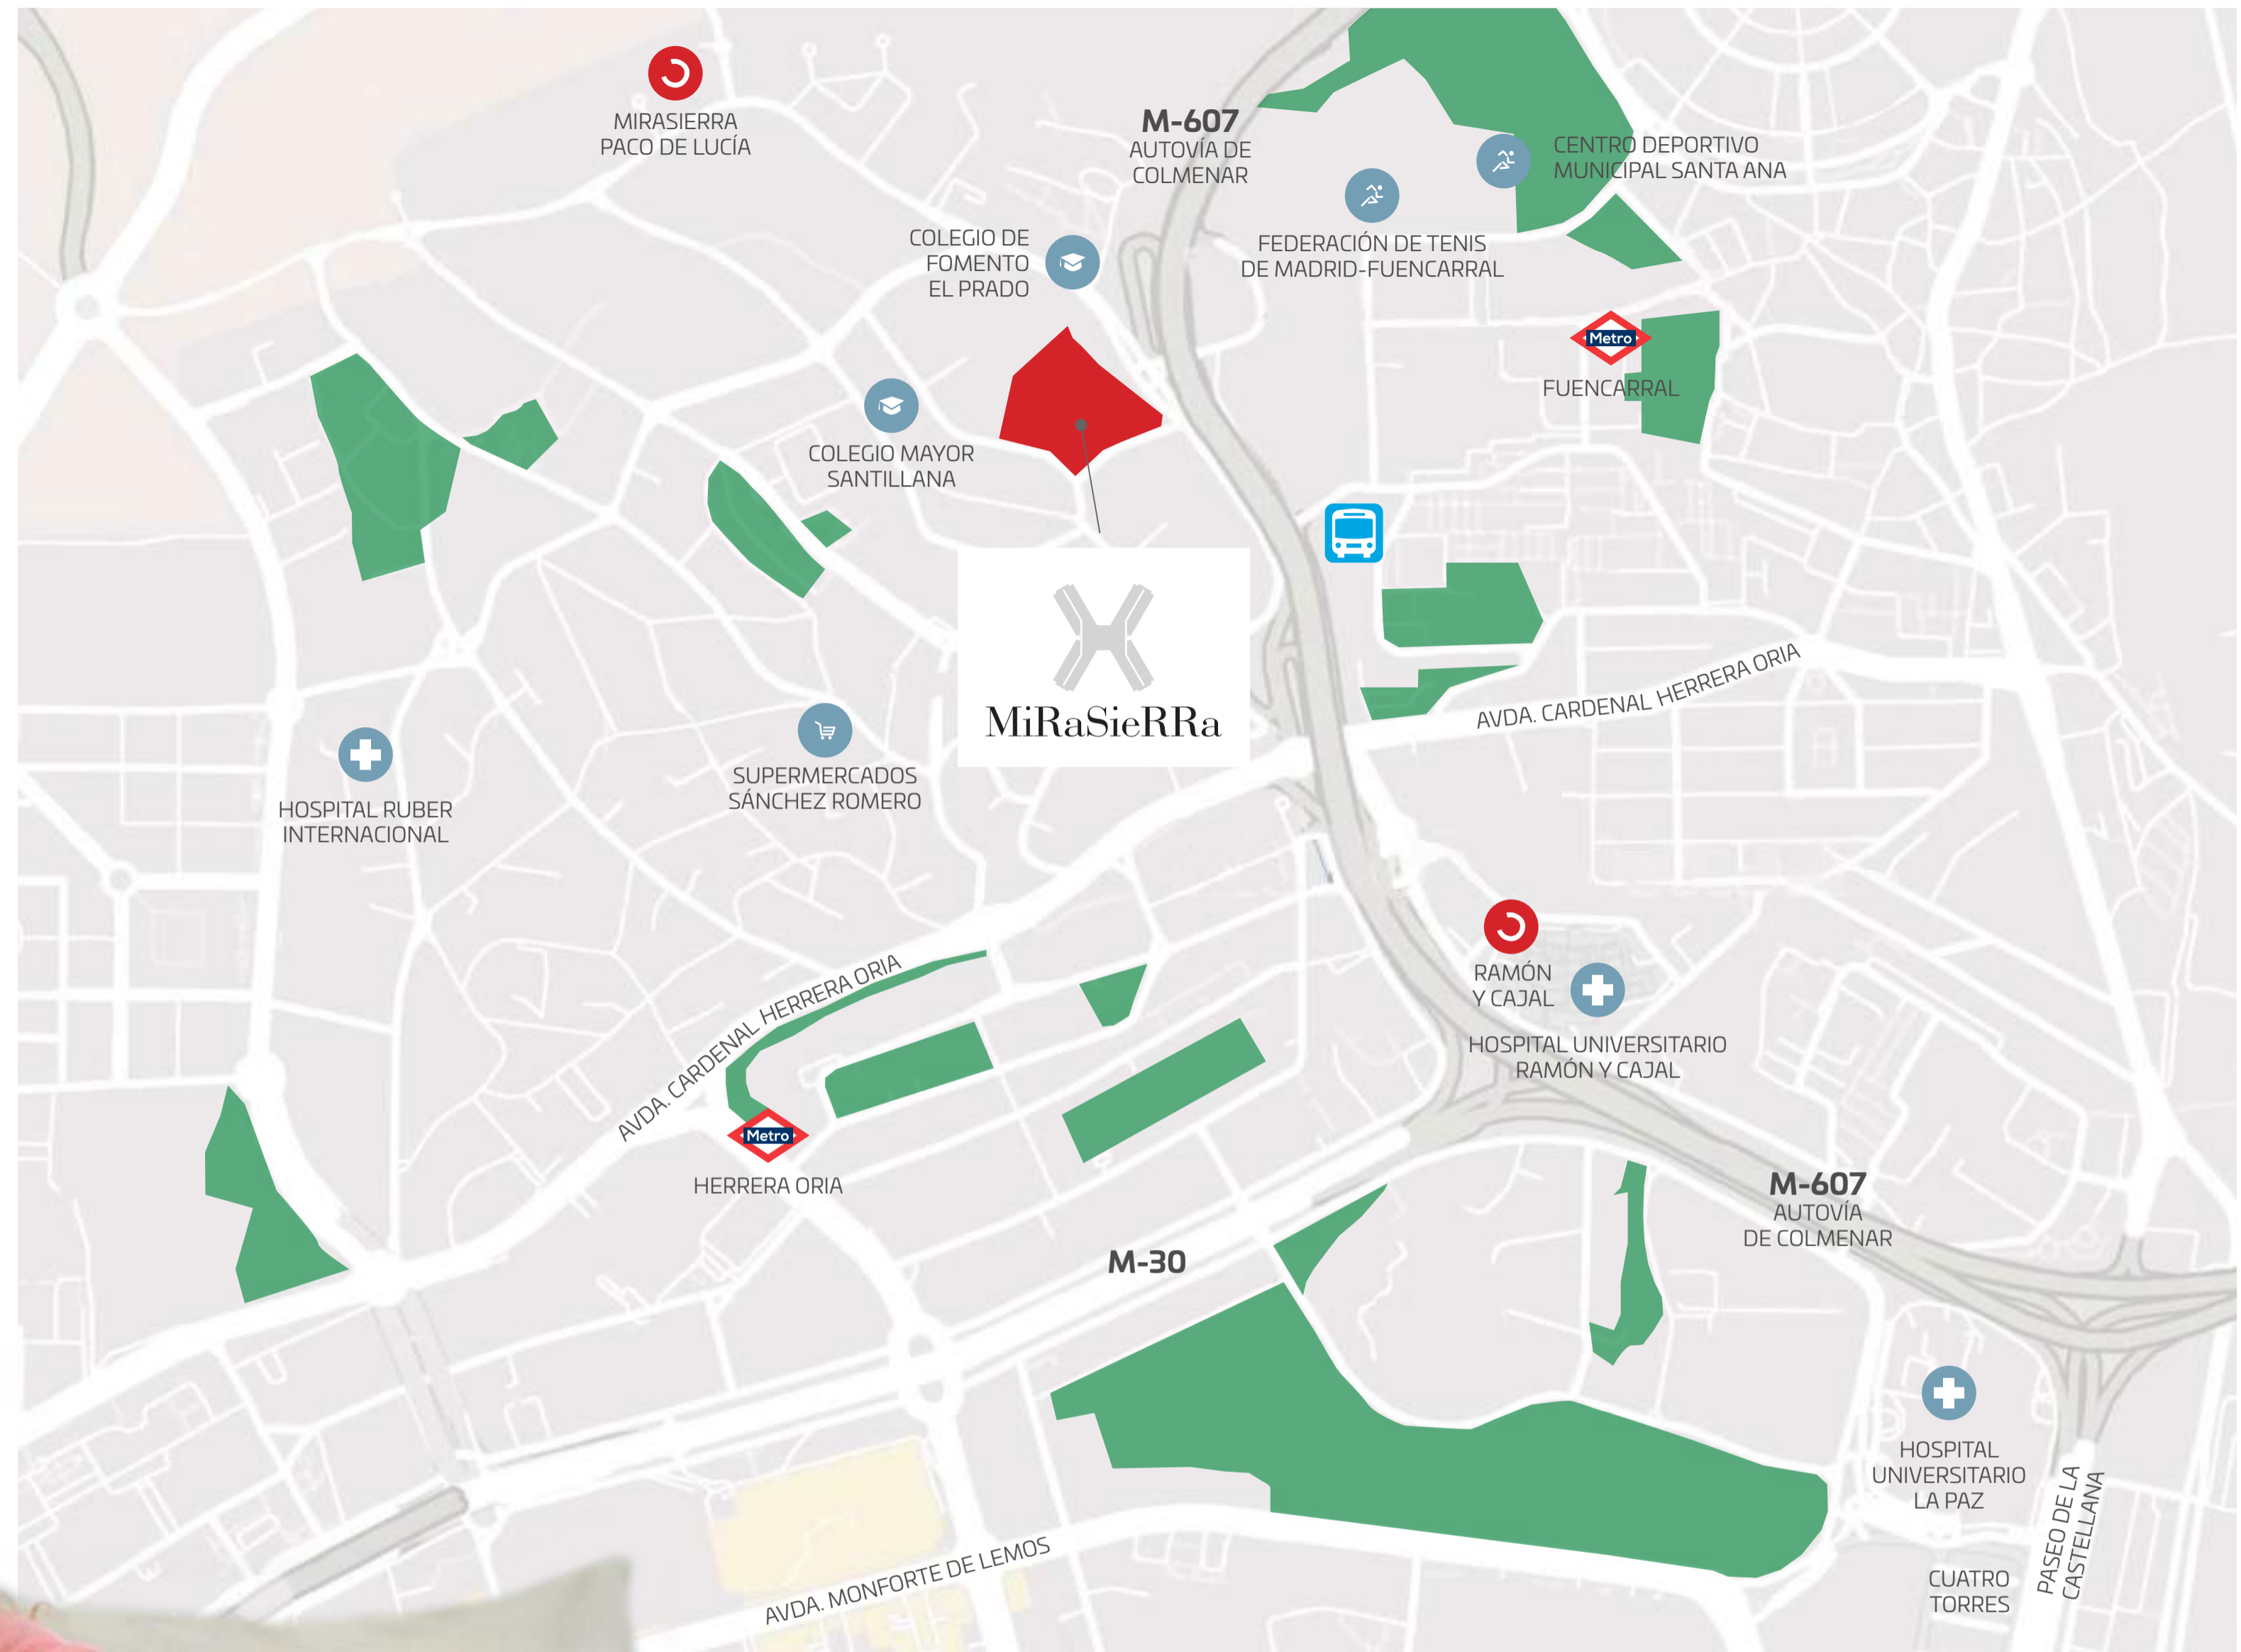 MIRASIERRA
PACO DE LUCÍA
M-607
AUTOVÍA DE
COLMENAR
CENTRO DEPORTIVO
MUNICIPAL SANTA ANA
COLEGIO DE
FOMENTO
EL PRADO
FEDERACIÓN DE TENIS
DE MADRID-FUENCARRAL
Metro
FUENCARRAL
COLEGIO MAYOR
SANTILLANA
MiRaSieRRa
AVDA. CARDENAL HERRERA ORIA
SUPERMERCADOS
SÁNCHEZ ROMERO
HOSPITAL RUBER
INTERNACIONAL
RAMÓN
Y CAJAL
HOSPITAL UNIVERSITARIO
RAMÓN Y CAJAL
AVDA. CARDENAL HERRERA ORIA
Metro
HERRERA ORIA
M-607
AUTOVÍA
DE COLMENAR
M-30
HOSPITAL
UNIVERSITARIO
LA PAZ
PASEO DE LA
CASTELLANA
AVDA. MONFORTE DE LEMOS
CUATRO
TORRES